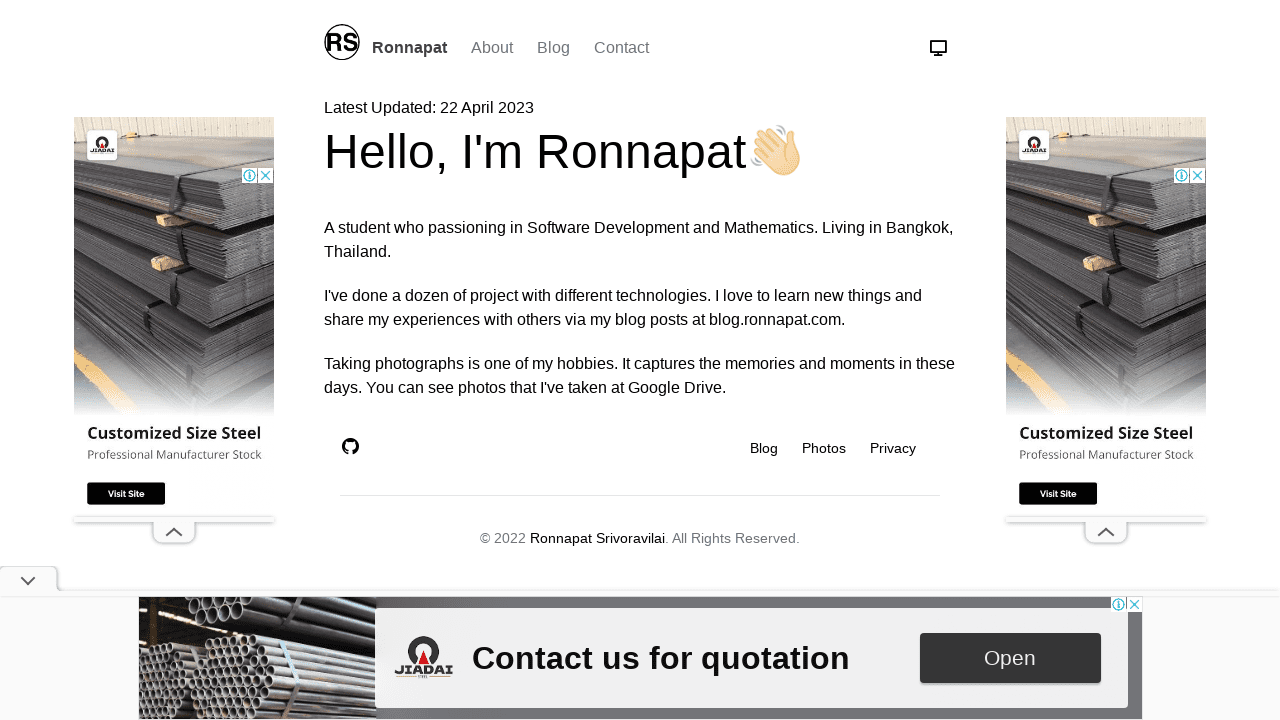 RS
Ronnapat About Blog Contact
Latest Updated: 22 April 2023
Hello, I'm Ronnapat👋🏼
A student who passioning in Software Development and Mathematics. Living in Bangkok,
Thailand.
I've done a dozen of project with different technologies. I love to learn new things and
share my experiences with others via my blog posts at blog.ronnapat.com.
Taking photographs is one of my hobbies. It captures the memories and moments in these
days. You can see photos that I've taken at Google Drive.
Blog Photos Privacy
© 2022 Ronnapat Srivoravilai. All Rights Reserved.
JIADAI
Customized Size Steel
Professional Manufacturer Stock
Visit Site
JIADAI
Customized Size Steel
Professional Manufacturer Stock
Visit Site
JIADAI
STEEL
Contact us for quotation
Open